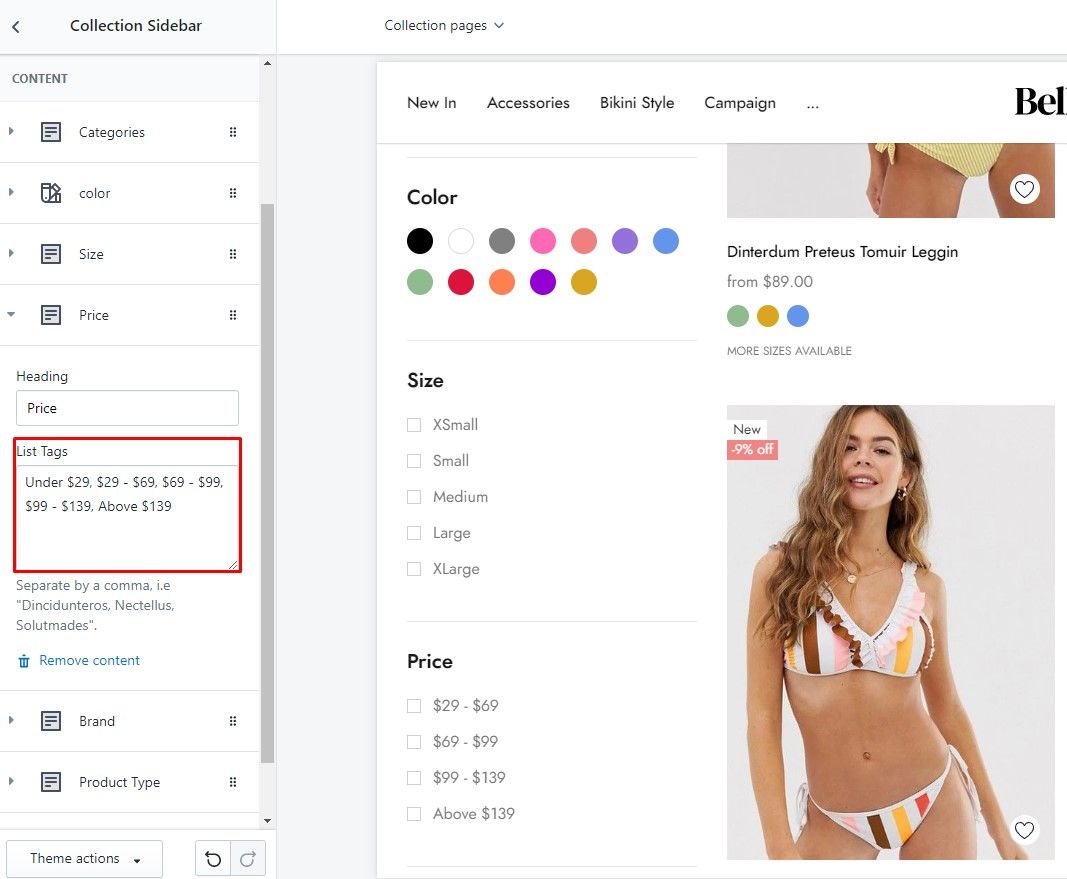 Collection Sidebar
Collection pages
CONTENT
Categories
color
Size
Price
Heading
Price
List Tags
Under $29, $29 - $69, $69 - $99,
$99 - $139, Above $139
Separate by a comma, i.e
"Dincidunteros, Nectellus,
Solutmades".
Remove content
Brand
Product Type
Theme actions
New In Accessories Bikini Style Campaign ...
Bell
Color
Size
XSmall
Small
Medium
Large
XLarge
Price
$29 - $69
$69 - $99
$99 - $139
Above $139
Dinterdum Preteus Tomuir Leggin
from $89.00
MORE SIZES AVAILABLE
New
-9% off